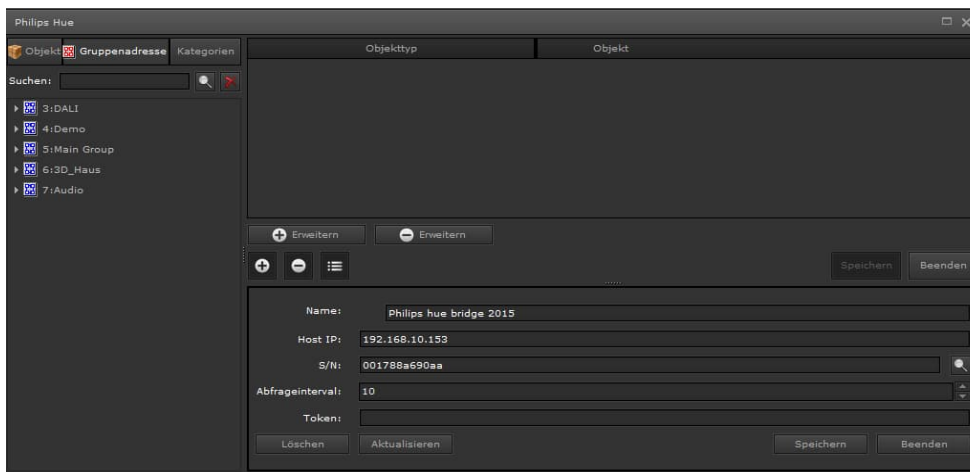 Philips Hue
Objekt Gruppenadresse Kategorien
Objekttyp Objekt
Suchen:
3:DALI
4:Demo
5:Main Group
6:3D_Haus
7:Audio
Erweitern Erweitern
Speichern Beenden
Name: Philips hue bridge 2015
Host IP: 192.168.10.153
S/N: 001788a690aa
Abfrageinterval: 10
Token:
Löschen Aktualisieren Speichern Beenden